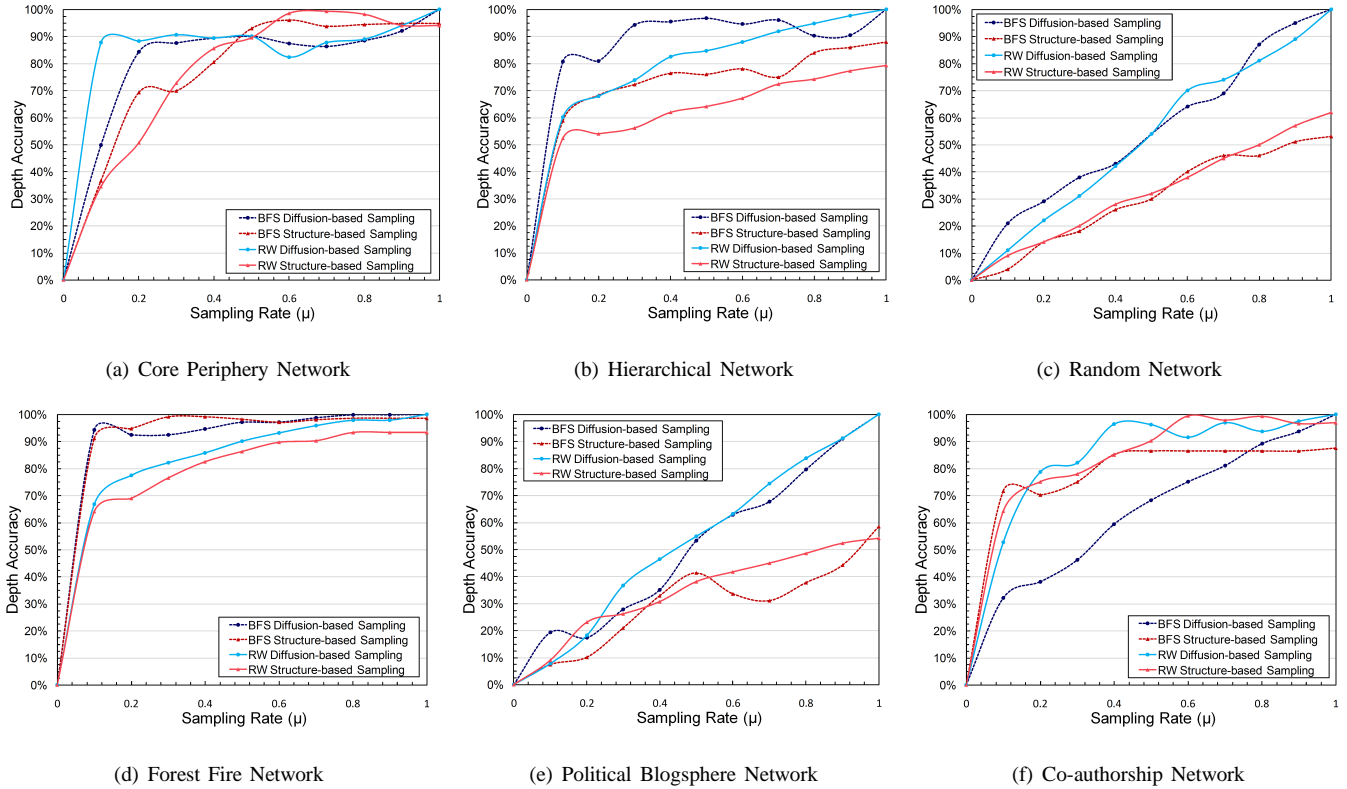 100%
90%
80%
70%
60%
50%
40%
30%
20%
10%
0%
Depth Accuracy
BFS Diffusion-based Sampling
BFS Structure-based Sampling
RW Diffusion-based Sampling
RW Structure-based Sampling
0 0.2 0.4 0.6 0.8 1
Sampling Rate (μ)
(a) Core Periphery Network
100%
90%
80%
70%
60%
50%
40%
30%
20%
10%
0%
Depth Accuracy
BFS Diffusion-based Sampling
BFS Structure-based Sampling
RW Diffusion-based Sampling
RW Structure-based Sampling
0 0.2 0.4 0.6 0.8 1
Sampling Rate (μ)
(b) Hierarchical Network
100%
90%
80%
70%
60%
50%
40%
30%
20%
10%
0%
Depth Accuracy
BFS Diffusion-based Sampling
BFS Structure-based Sampling
RW Diffusion-based Sampling
RW Structure-based Sampling
0 0.2 0.4 0.6 0.8 1
Sampling Rate (μ)
(c) Random Network
100%
90%
80%
70%
60%
50%
40%
30%
20%
10%
0%
Depth Accuracy
BFS Diffusion-based Sampling
BFS Structure-based Sampling
RW Diffusion-based Sampling
RW Structure-based Sampling
0 0.2 0.4 0.6 0.8 1
Sampling Rate (μ)
(d) Forest Fire Network
100%
90%
80%
70%
60%
50%
40%
30%
20%
10%
0%
Depth Accuracy
BFS Diffusion-based Sampling
BFS Structure-based Sampling
RW Diffusion-based Sampling
RW Structure-based Sampling
0 0.2 0.4 0.6 0.8 1
Sampling Rate (μ)
(e) Political Blogsphere Network
100%
90%
80%
70%
60%
50%
40%
30%
20%
10%
0%
Depth Accuracy
BFS Diffusion-based Sampling
BFS Structure-based Sampling
RW Diffusion-based Sampling
RW Structure-based Sampling
0 0.2 0.4 0.6 0.8 1
Sampling Rate (μ)
(f) Co-authorship Network